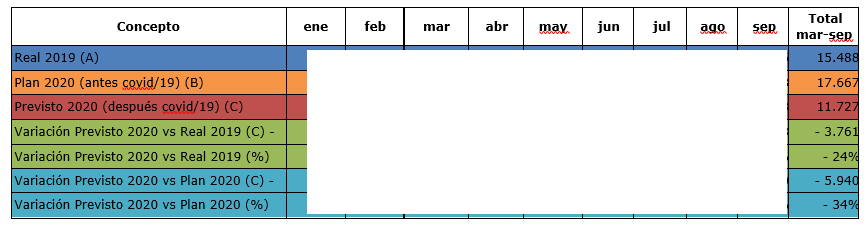 Concepto ene feb mar abr may jun jul ago sep Total
mar-sep
Real 2019 (A) 15.488
Plan 2020 (antes covid/19) (B) 17.667
Previsto 2020 (después covid/19) (C) 11.727
Variación Previsto 2020 vs Real 2019 (C) - - 3.761
Variación Previsto 2020 vs Real 2019 (%) - 24%
Variación Previsto 2020 vs Plan 2020 (C) - - 5.940
Variación Previsto 2020 vs Plan 2020 (%) - 34%